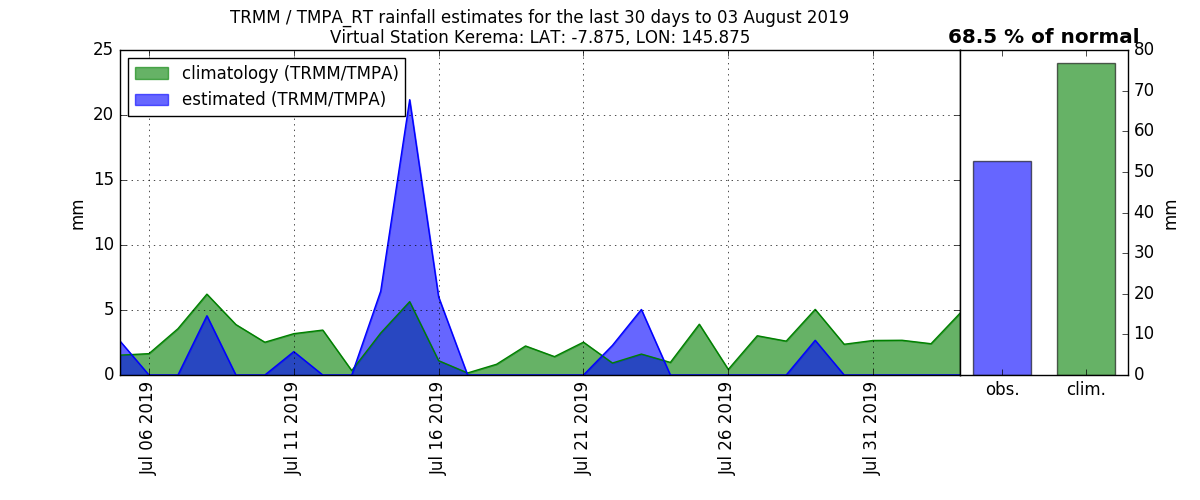 TRMM / TMPA_RT rainfall estimates for the last 30 days to 03 August 2019
Virtual Station Kerema: LAT: -7.875, LON: 145.875
68.5 % of normal
climatology (TRMM/TMPA)
estimated (TRMM/TMPA)
25
20
15
10
5
0
mm
Jul 06 2019
Jul 11 2019
Jul 16 2019
Jul 21 2019
Jul 26 2019
Jul 31 2019
80
70
60
50
40
30
20
10
0
mm
obs.
clim.